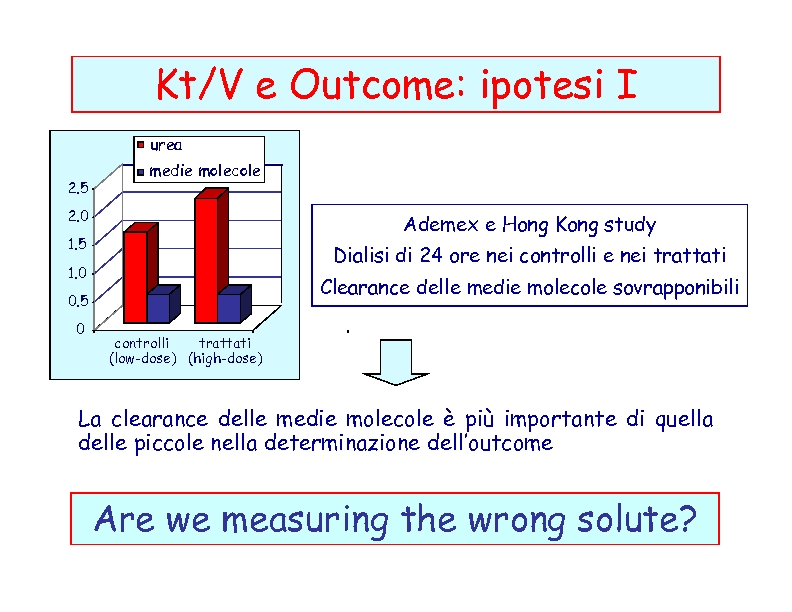 Kt/V e Outcome: ipotesi I
urea
medie molecole
2.5
2.0
1.5
1.0
0.5
0
controlli
(low-dose)
trattati
(high-dose)
Ademex e Hong Kong study
Dialisi di 24 ore nei controlli e nei trattati
Clearance delle medie molecole sovrapponibili
.
La clearance delle medie molecole è più importante di quella
delle piccole nella determinazione dell'outcome
Are we measuring the wrong solute?